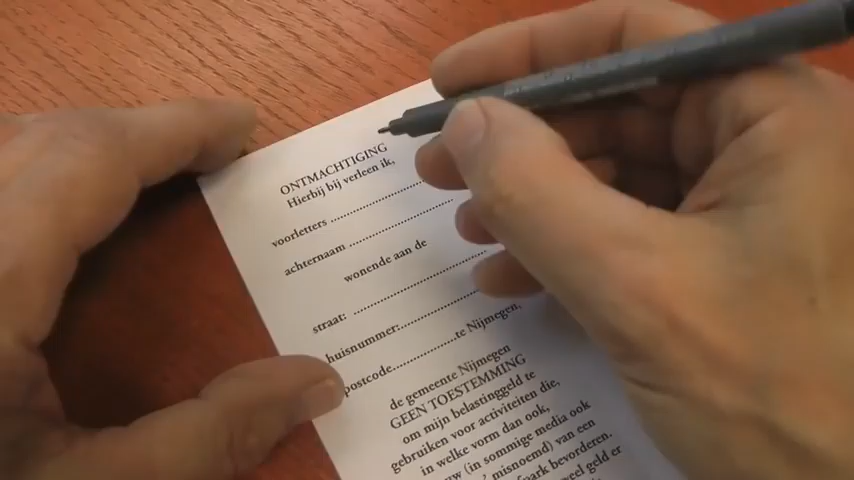 ONTMACHTIGING
Hierbij bij verleen ik,
voorletters
achternaam
wonende aan de
straat:
huisnummer:
postcode te Nijmegen,
de gemeente Nijmegen
GEEN TOESTEMMING
om mijn belastinggeld te
gebruiken voor activiteiten die,
in welke vorm dan ook,
(in sommige media ook
', misnoemd) van een
park bevorderen.
geld er